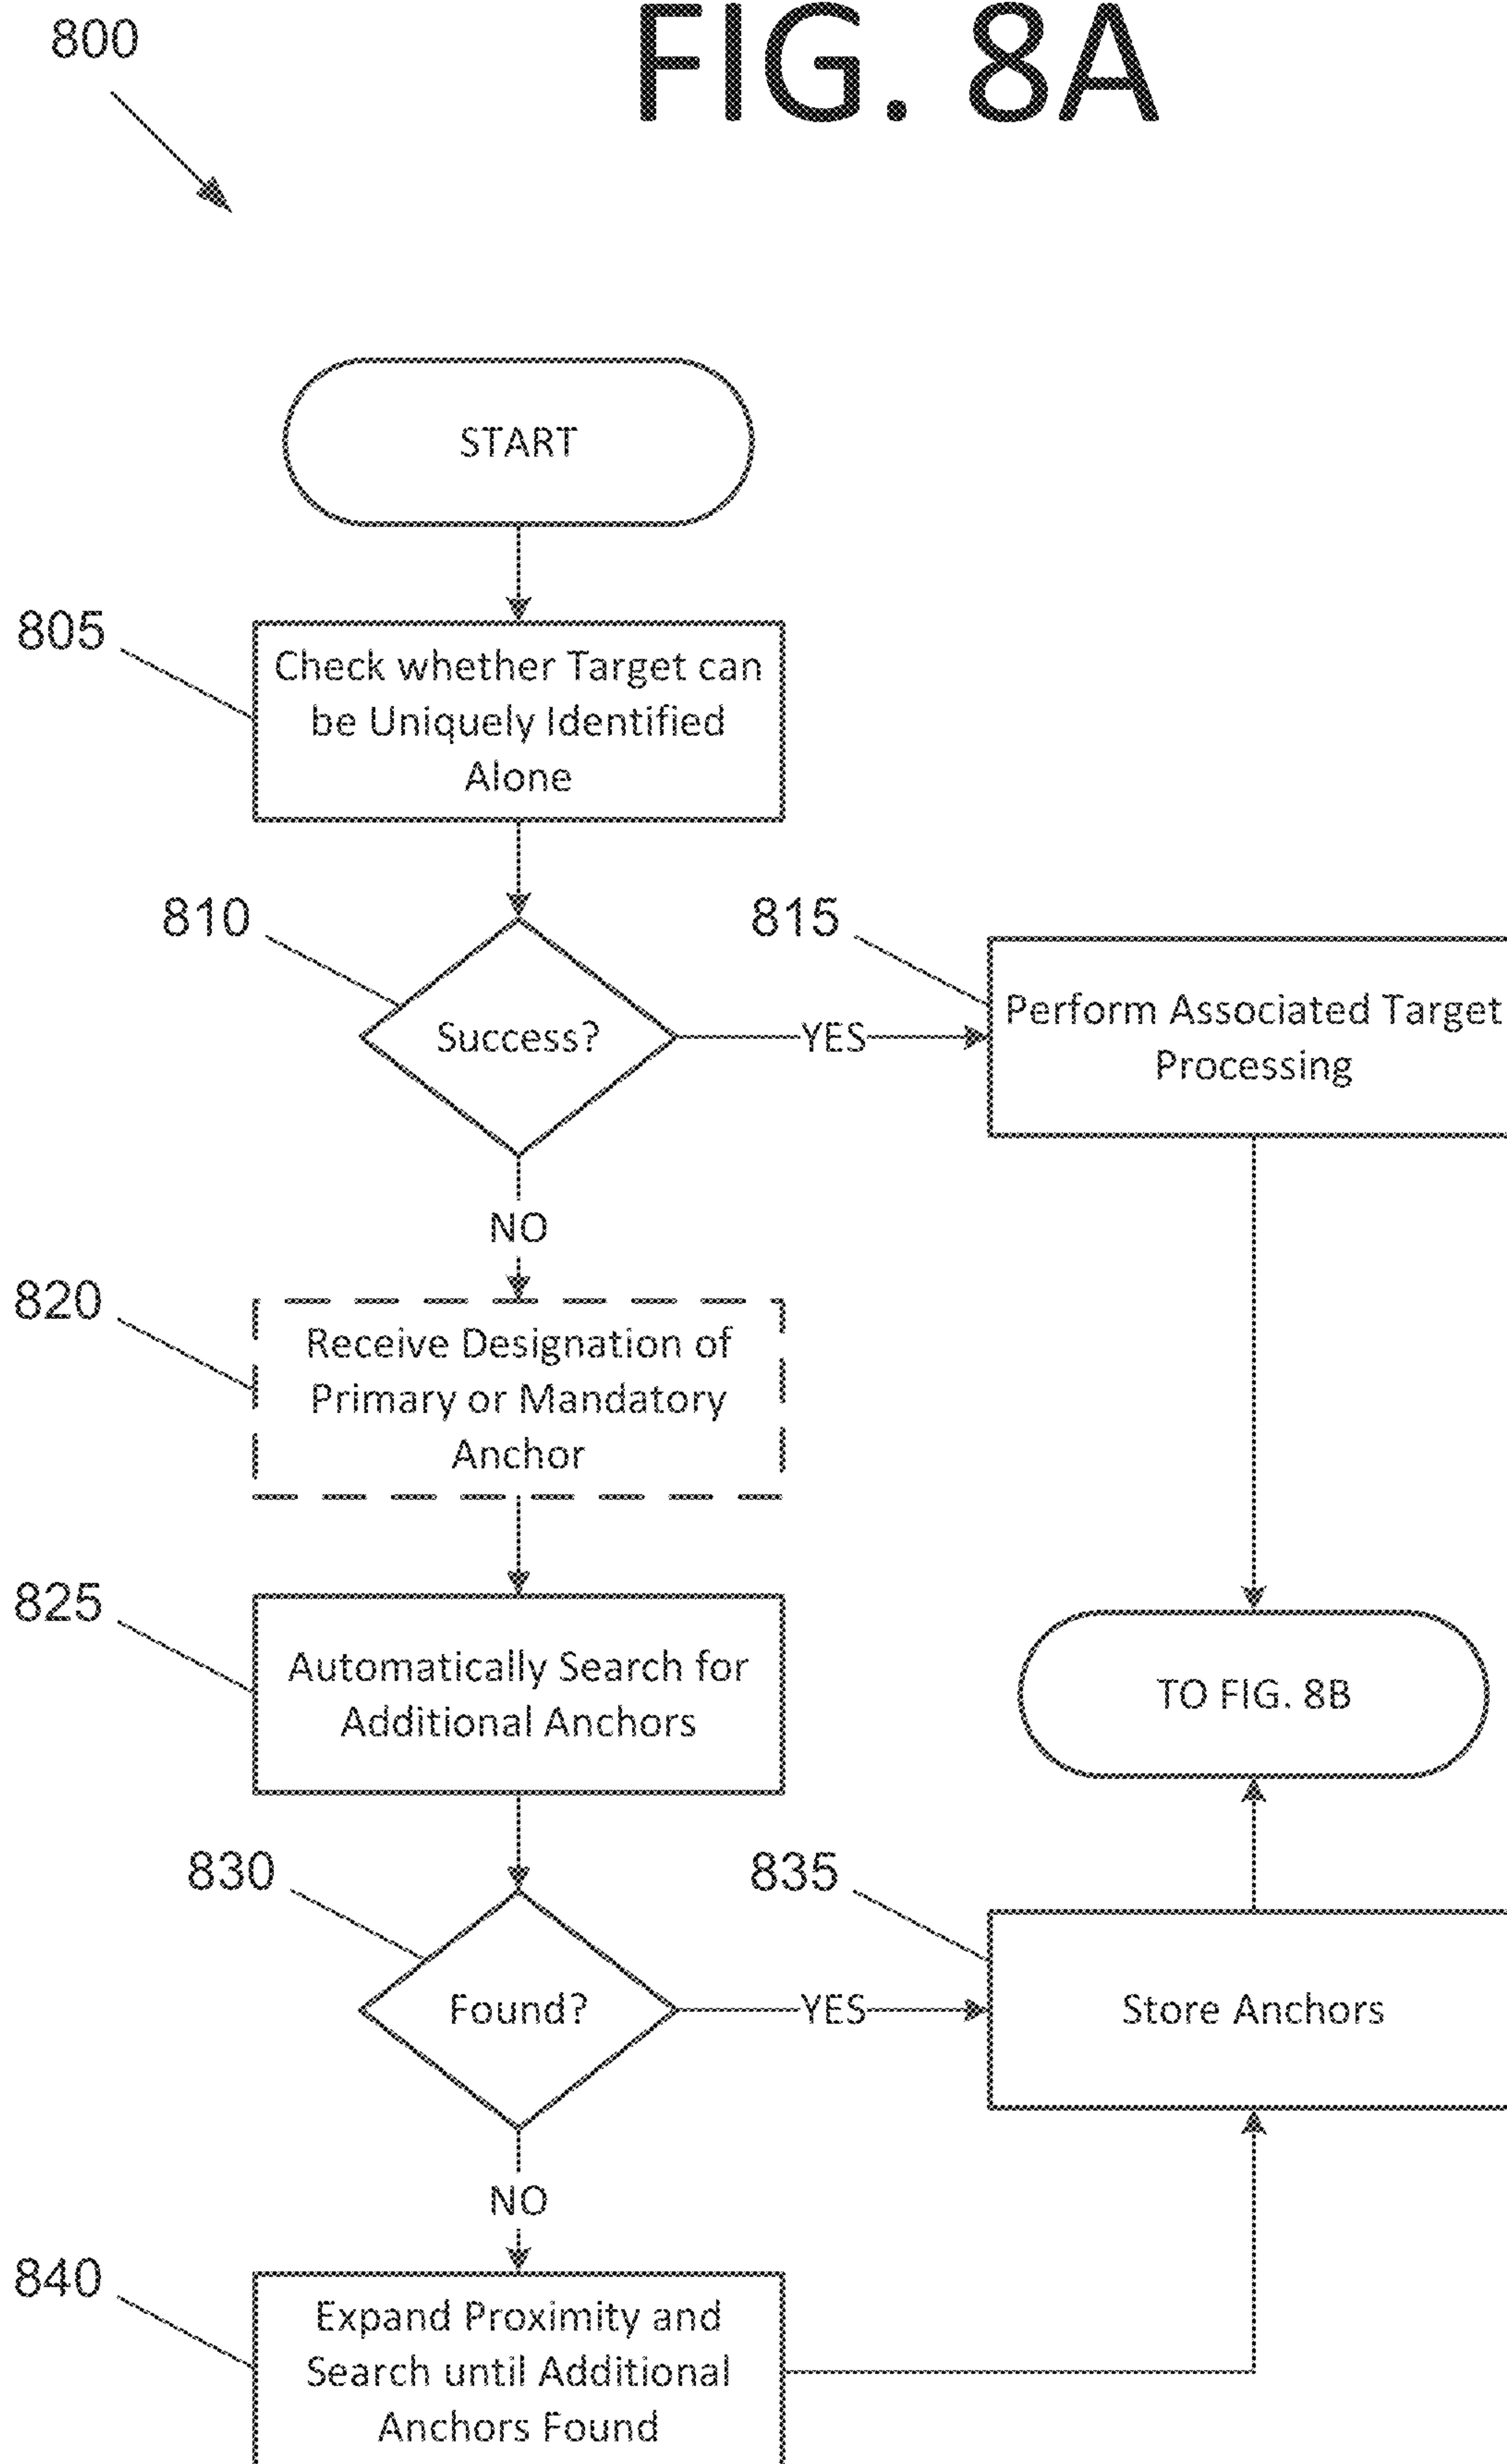 800
FIG. 8A
START
805
Check whether Target can
be Uniquely Identified
Alone
810
Success?
YES
815
Perform Associated Target
Processing
NO
820
Receive Designation of
Primary or Mandatory
Anchor
825
Automatically Search for
Additional Anchors
TO FIG. 8B
830
Found?
YES
835
Store Anchors
NO
840
Expand Proximity and
Search until Additional
Anchors Found